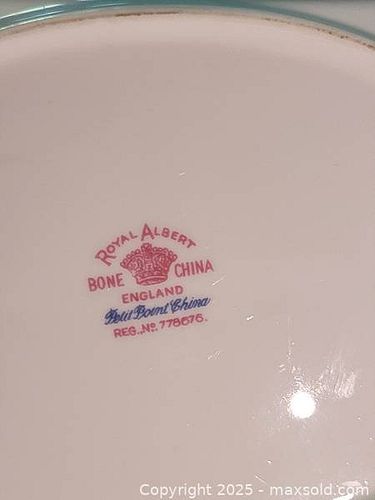 ROYAL ALBERT
BONE CHINA
ENGLAND
Petit Point China
REG. No. 778676.
Copyright 2025 - maxsold.com